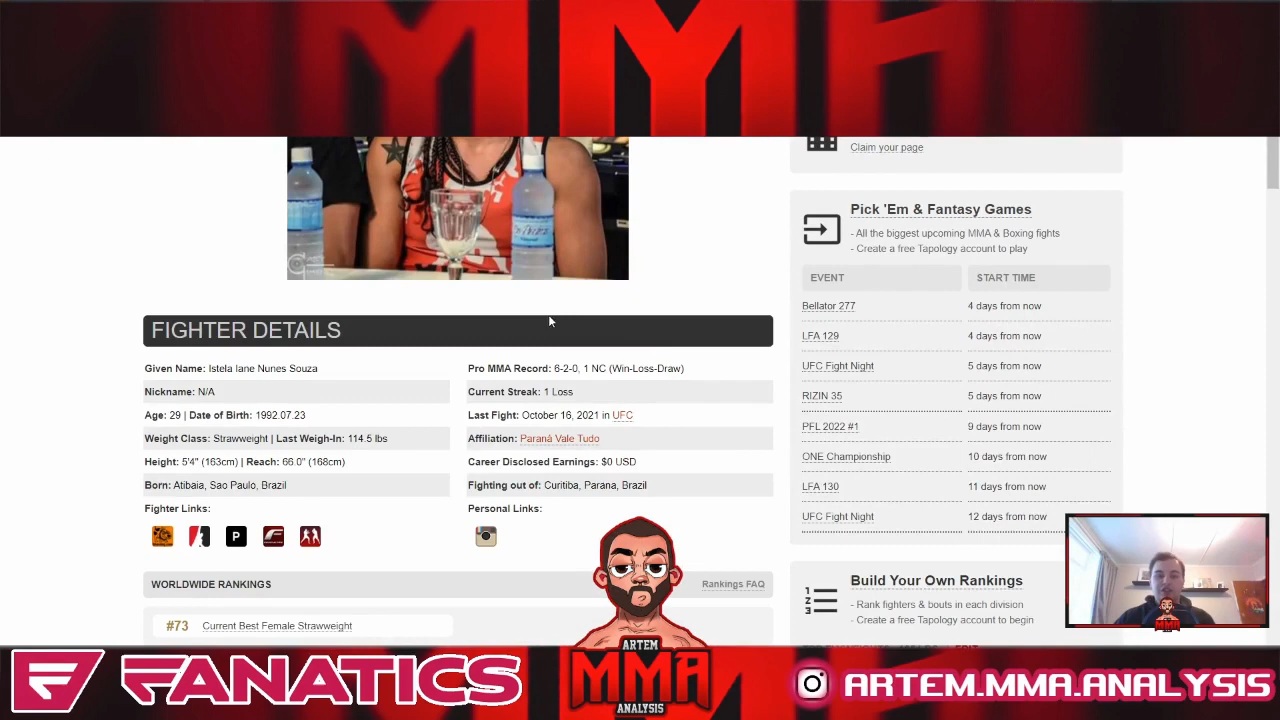 MMA
Claim your page
Pick 'Em & Fantasy Games
- All the biggest upcoming MMA & Boxing fights
- Create a free Tapology account to play
EVENT START TIME
Bellator 277 4 days from now
LFA 129 4 days from now
UFC Fight Night 5 days from now
RIZIN 35 5 days from now
PFL 2022 #1 9 days from now
ONE Championship 10 days from now
LFA 130 11 days from now
UFC Fight Night 12 days from now
FIGHTER DETAILS
Given Name: Istela Iane Nunes Souza
Nickname: N/A
Age: 29 | Date of Birth: 1992.07.23
Weight Class: Strawweight | Last Weigh-In: 114.5 lbs
Height: 5'4" (163cm) | Reach: 66.0" (168cm)
Born: Atibaia, Sao Paulo, Brazil
Fighter Links:
Pro MMA Record: 6-2-0, 1 NC (Win-Loss-Draw)
Current Streak: 1 Loss
Last Fight: October 16, 2021 in UFC
Affiliation: Paraná Vale Tudo
Career Disclosed Earnings: $0 USD
Fighting out of: Curitiba, Parana, Brazil
Personal Links:
P
WORLDWIDE RANKINGS Rankings FAQ
#73 Current Best Female Strawweight
Build Your Own Rankings
- Rank fighters & bouts in each division
- Create a free Tapology account to begin
MMA
FANATICS
ARTEM
MMA
ANALYSIS
ARTEM.MMA.ANALYSIS